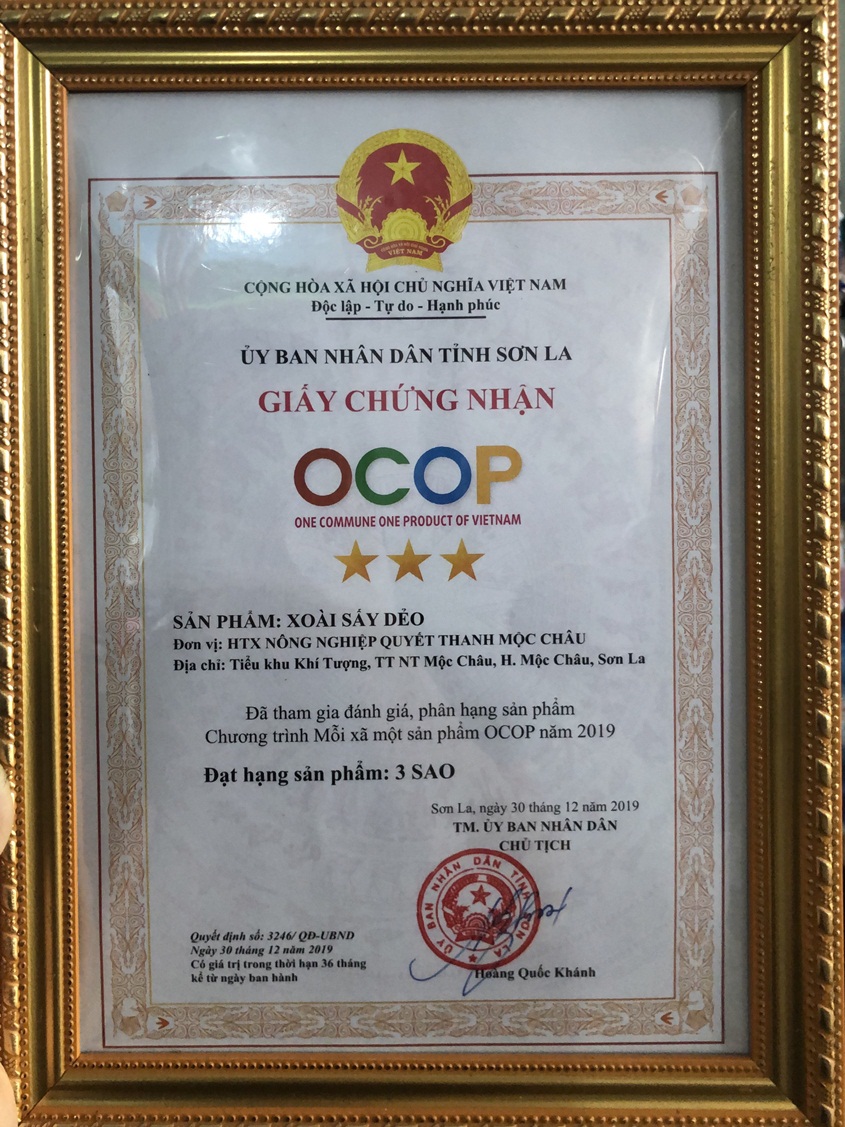 VIỆT NAM
CỘNG HÒA XÃ HỘI CHỦ NGHĨA VIỆT NAM
Độc lập - Tự do - Hạnh phúc
ỦY BAN NHÂN DÂN TỈNH SƠN LA
GIẤY CHỨNG NHẬN
OCOP
ONE COMMUNE ONE PRODUCT OF VIETNAM
SẢN PHẨM: XOÀI SẤY DẺO
Đơn vị: HTX NÔNG NGHIỆP QUYẾT THANH MỘC CHÂU
Địa chỉ: Tiểu khu Khí Tượng, TT NT Mộc Châu, H. Mộc Châu, Sơn La
Đã tham gia đánh giá, phân hạng sản phẩm
Chương trình Mỗi xã một sản phẩm OCOP năm 2019
Đạt hạng sản phẩm: 3 SAO
Sơn La, ngày 30 tháng 12 năm 2019
TM. ỦY BAN NHÂN DÂN
CHỦ TỊCH
ỦY BAN NHÂN DÂN TỈNH SƠN LA
Hoàng Quốc Khánh
Quyết định số: 3246/ QĐ-UBND
Ngày 30 tháng 12 năm 2019
Có giá trị trong thời hạn 36 tháng
kể từ ngày ban hành